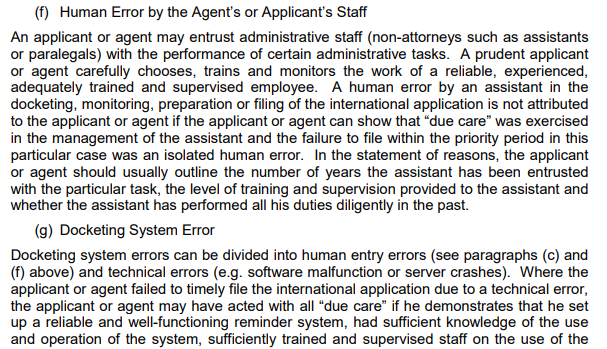 (f) Human Error by the Agent's or Applicant's Staff
An applicant or agent may entrust administrative staff (non-attorneys such as assistants
or paralegals) with the performance of certain administrative tasks. A prudent applicant
or agent carefully chooses, trains and monitors the work of a reliable, experienced,
adequately trained and supervised employee. A human error by an assistant in the
docketing, monitoring, preparation or filing of the international application is not attributed
to the applicant or agent if the applicant or agent can show that “due care” was exercised
in the management of the assistant and the failure to file within the priority period in this
particular case was an isolated human error. In the statement of reasons, the applicant
or agent should usually outline the number of years the assistant has been entrusted
with the particular task, the level of training and supervision provided to the assistant and
whether the assistant has performed all his duties diligently in the past.
(g) Docketing System Error
Docketing system errors can be divided into human entry errors (see paragraphs (c) and
(f) above) and technical errors (e.g. software malfunction or server crashes). Where the
applicant or agent failed to timely file the international application due to a technical error,
the applicant or agent may have acted with all “due care” if he demonstrates that he set
up a reliable and well-functioning reminder system, had sufficient knowledge of the use
and operation of the system, sufficiently trained and supervised staff on the use of the